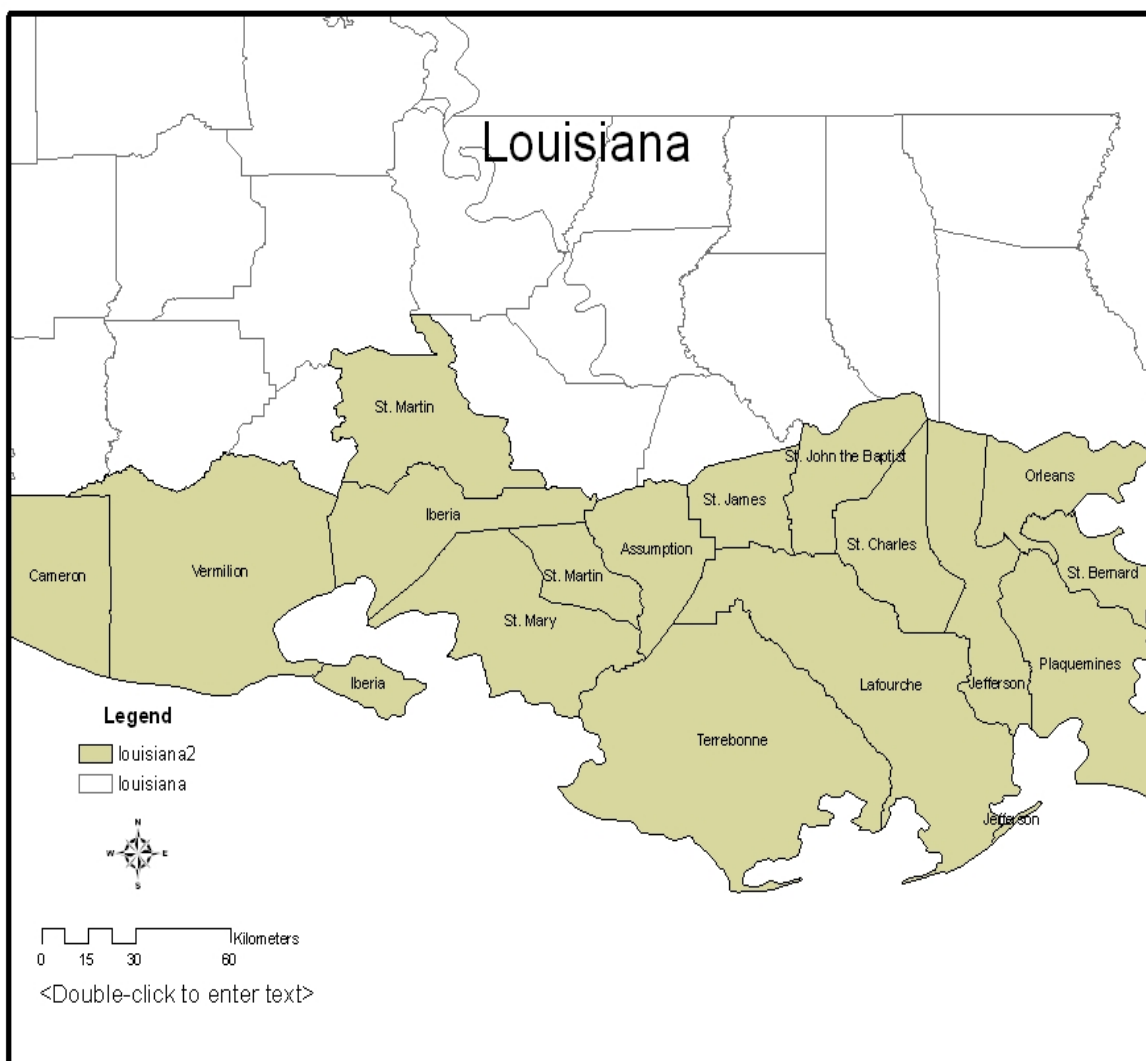 Louisiana
St. Martin
St. John the Baptist
Orleans
St. James
Iberia
St. Charles
Assumption
Cameron
Vermilion
St. Martin
St. Bernard
St. Mary
Plaquemines
Iberia
Lafourche
Jefferson
Terrebonne
Jefferson
Legend
louisiana2
louisiana
N
W E
S
Kilometers
0 15 30 60
<Double-click to enter text>